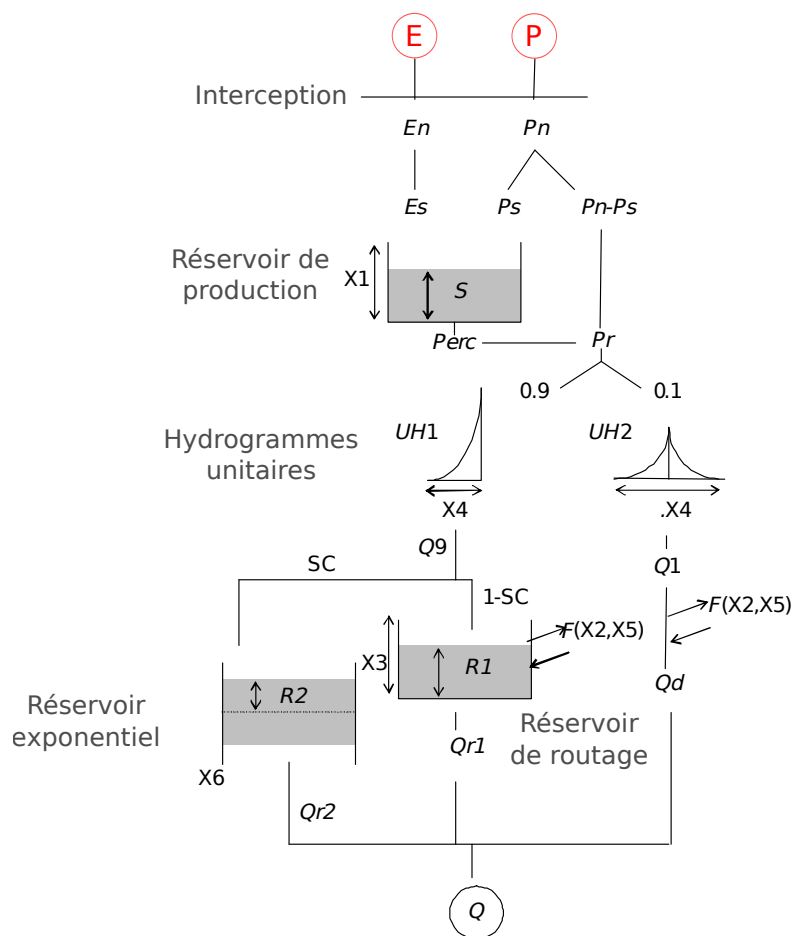 E P
Interception
En Pn
Es Ps Pn-Ps
Réservoir de
production
X1
S
Perc Pr
0.9 0.1
Hydrogrammes
unitaires
UH1 UH2
X4 .X4
Q9 Q1
SC
1-SC
F(X2,X5) F(X2,X5)
X3
R1
R2
Qd
Réservoir
exponentiel
Réservoir
de routage
Qr1
X6
Qr2
Q